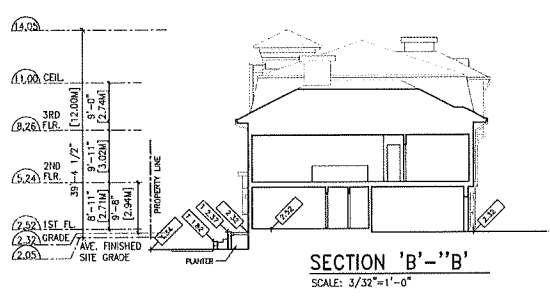 14.05
11.00 CEIL.
[12.00M]
9'-0"
[2.74M]
3RD
8.26 FLR.
39'-4 1/2"
9'-11"
[3.02M]
2ND
5.24 FLR.
8'-11"
[2.71M]
9'-8"
[2.94M]
PROPERTY LINE
2.52 1ST FL.
2.32 GRADE
2.05
AVE. FINISHED
SITE GRADE
2.37
2.32
2.52
2.32
PLANTER
SECTION 'B'-"B'
SCALE: 3/32"=1'-0"